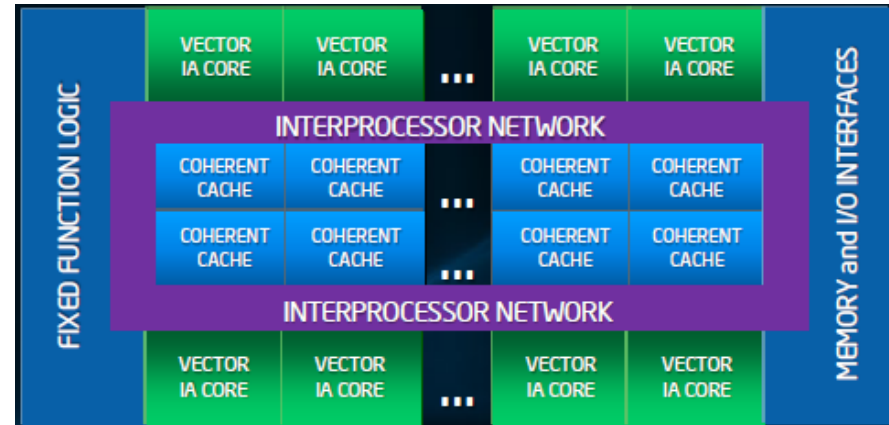 FIXED FUNCTION LOGIC
VECTOR
IA CORE
VECTOR
IA CORE
...
VECTOR
IA CORE
VECTOR
IA CORE
INTERPROCESSOR NETWORK
COHERENT
CACHE
COHERENT
CACHE
...
COHERENT
CACHE
COHERENT
CACHE
COHERENT
CACHE
COHERENT
CACHE
...
COHERENT
CACHE
COHERENT
CACHE
INTERPROCESSOR NETWORK
VECTOR
IA CORE
VECTOR
IA CORE
...
VECTOR
IA CORE
VECTOR
IA CORE
MEMORY and I/O INTERFACES